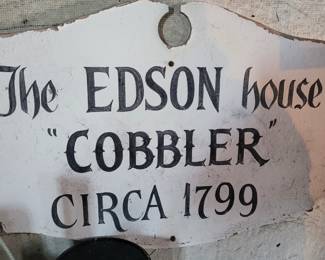 The EDSON house
"COBBLER"
CIRCA 1799